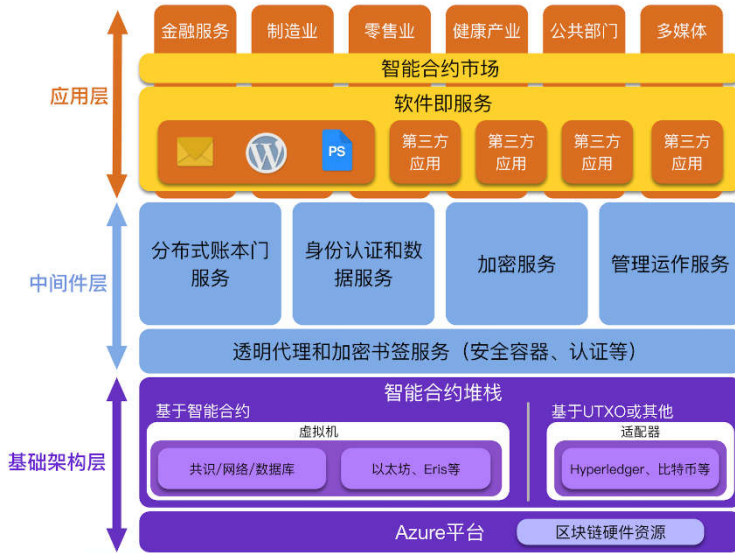 金融服务
制造业
零售业
健康产业
公共部门
多媒体
智能合约市场
应用层
软件即服务
W
PS
第三方
应用
第三方
应用
第三方
应用
第三方
应用
中间件层
分布式账本门
服务
身份认证和数
据服务
加密服务
管理运作服务
透明代理和加密书签服务（安全容器、认证等）
基础架构层
智能合约堆栈
基于智能合约
虚拟机
共识/网络/数据库
以太坊、Eris等
基于UTXO或其他
适配器
Hyperledger、比特币等
Azure平台
区块链硬件资源